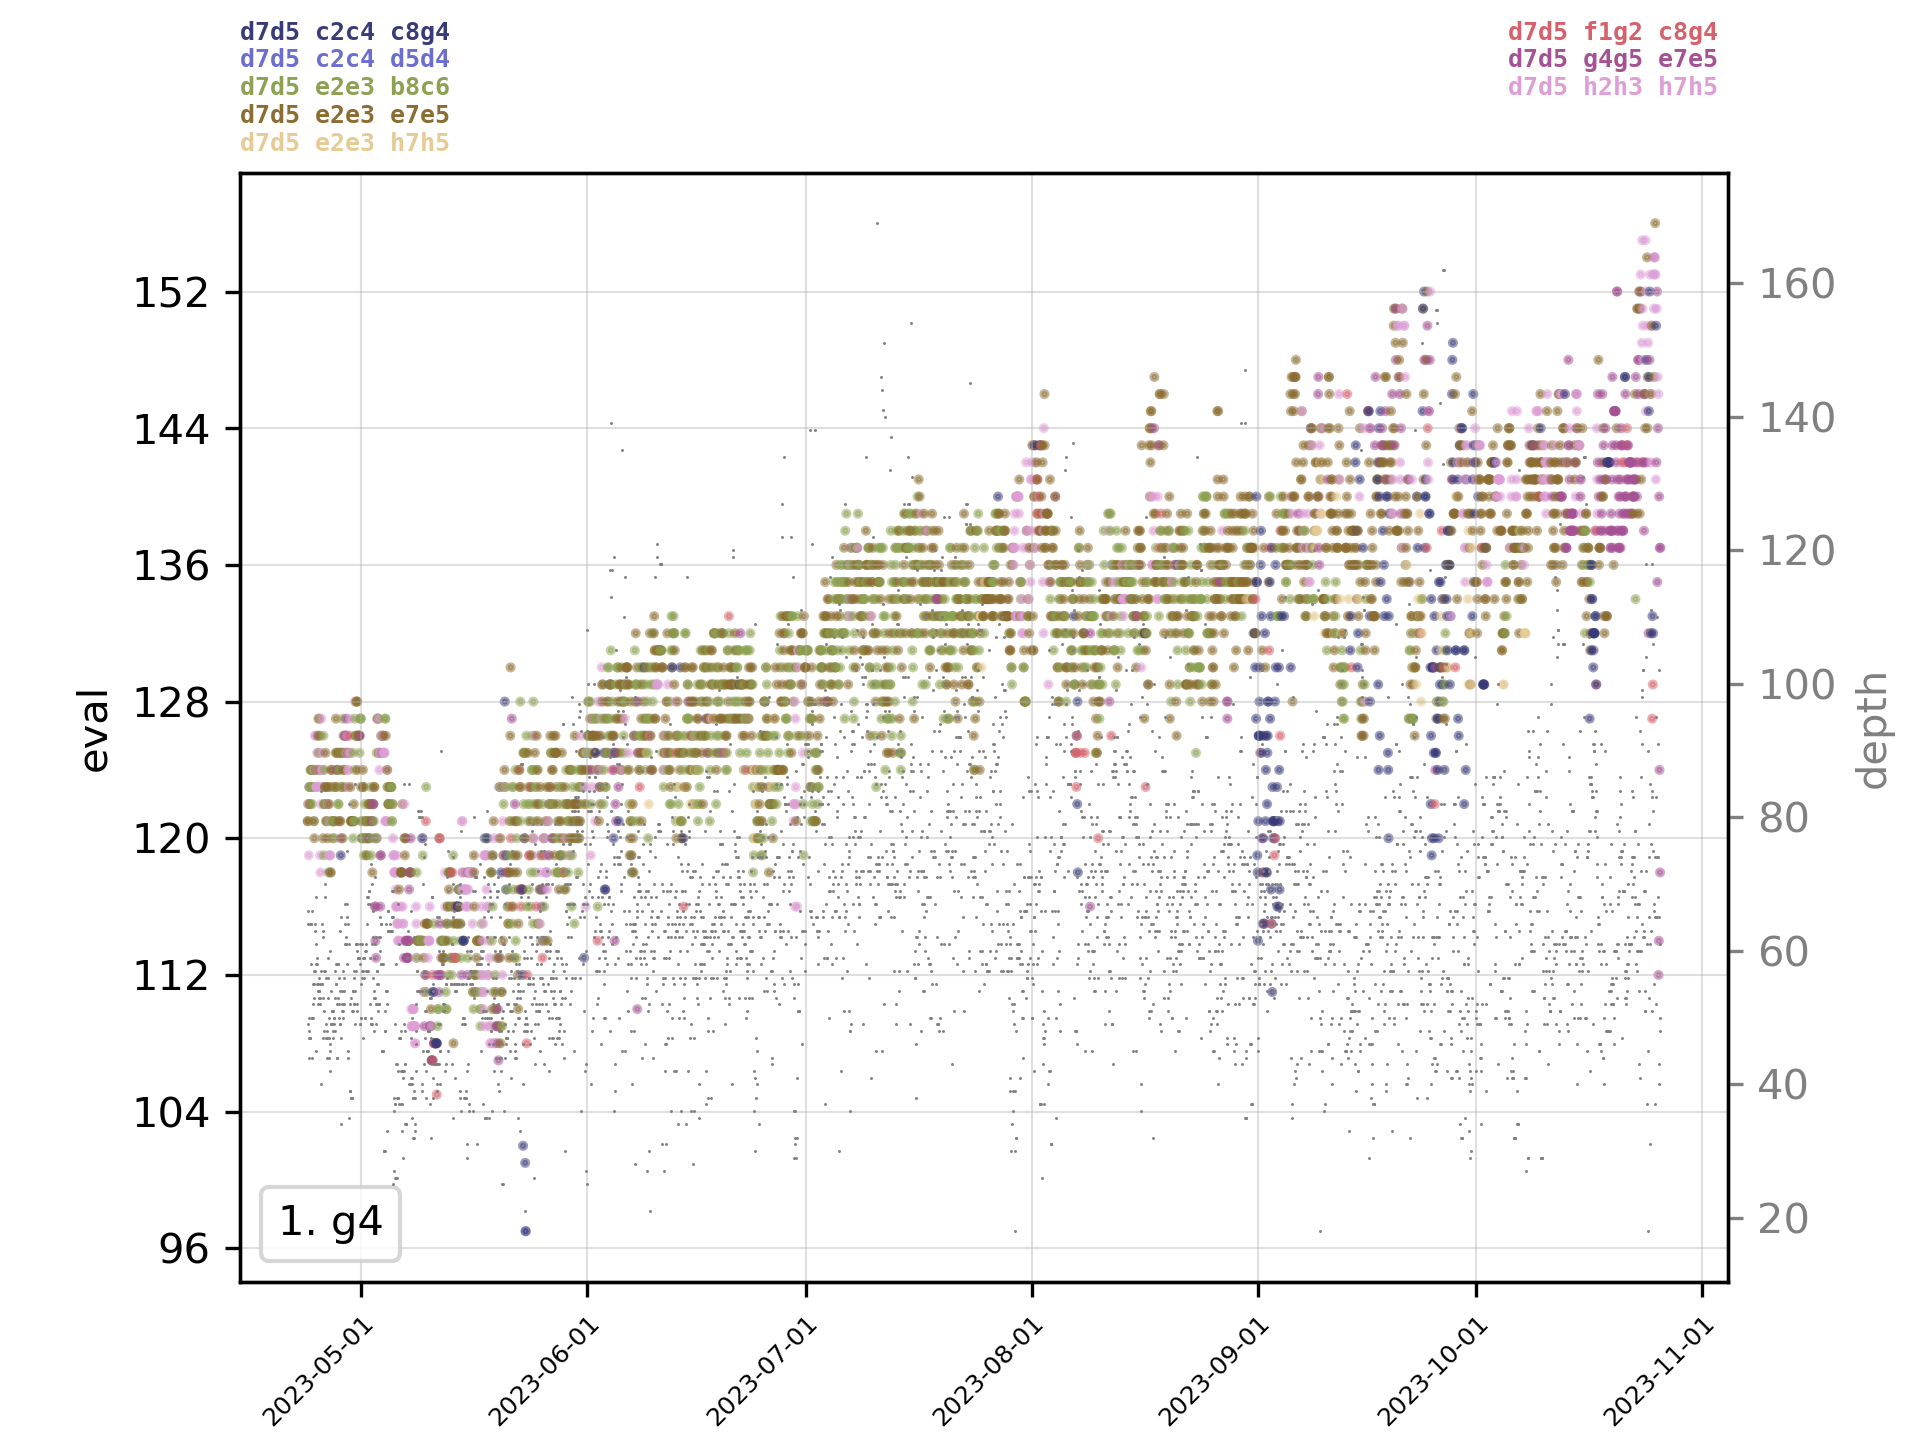 d7d5 c2c4 c8g4
d7d5 c2c4 d5d4
d7d5 e2e3 b8c6
d7d5 e2e3 e7e5
d7d5 e2e3 h7h5
d7d5 f1g2 c8g4
d7d5 g4g5 e7e5
d7d5 h2h3 h7h5
eval
152
144
136
128
120
112
104
96
160
140
120
100
80
60
40
20
depth
1. g4
2023-05-01
2023-06-01
2023-07-01
2023-08-01
2023-09-01
2023-10-01
2023-11-01